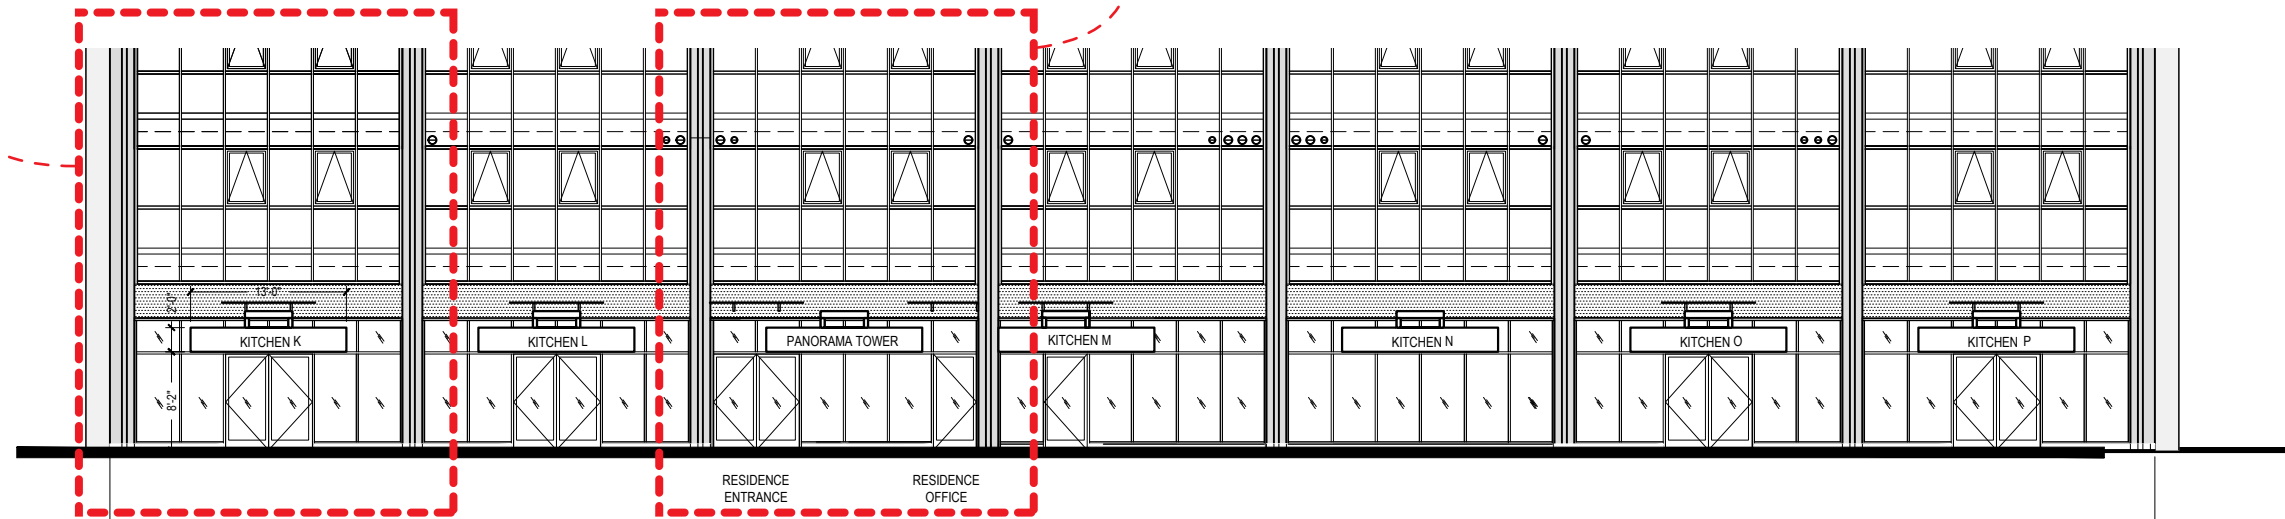 13'-0"
2'-0"
KITCHEN K
KITCHEN L
PANORAMA TOWER
KITCHEN M
KITCHEN N
KITCHEN O
KITCHEN P
8'-2"
RESIDENCE
ENTRANCE
RESIDENCE
OFFICE